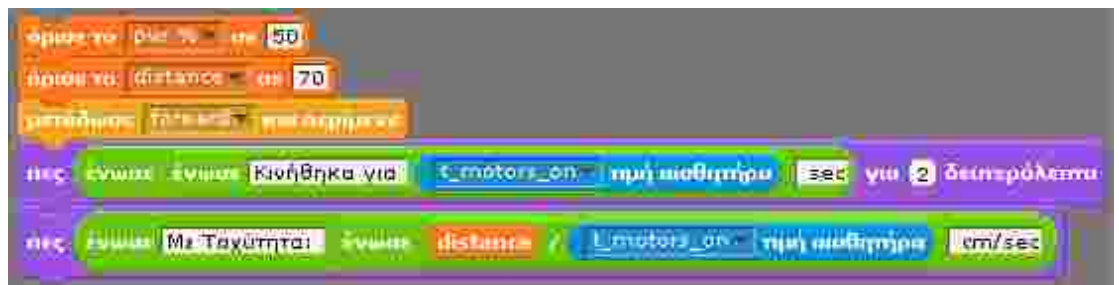 όρισε το pwr % σε 50
όρισε το distance σε 70
μετάδωσε forward και περίμενε
πες ένωσε ένωσε Κινήθηκα για t_motors_on τιμή αισθητήρα sec για 2 δευτερόλεπτα
πες ένωσε Με Ταχύτητα: ένωσε distance / t_motors_on τιμή αισθητήρα cm/sec